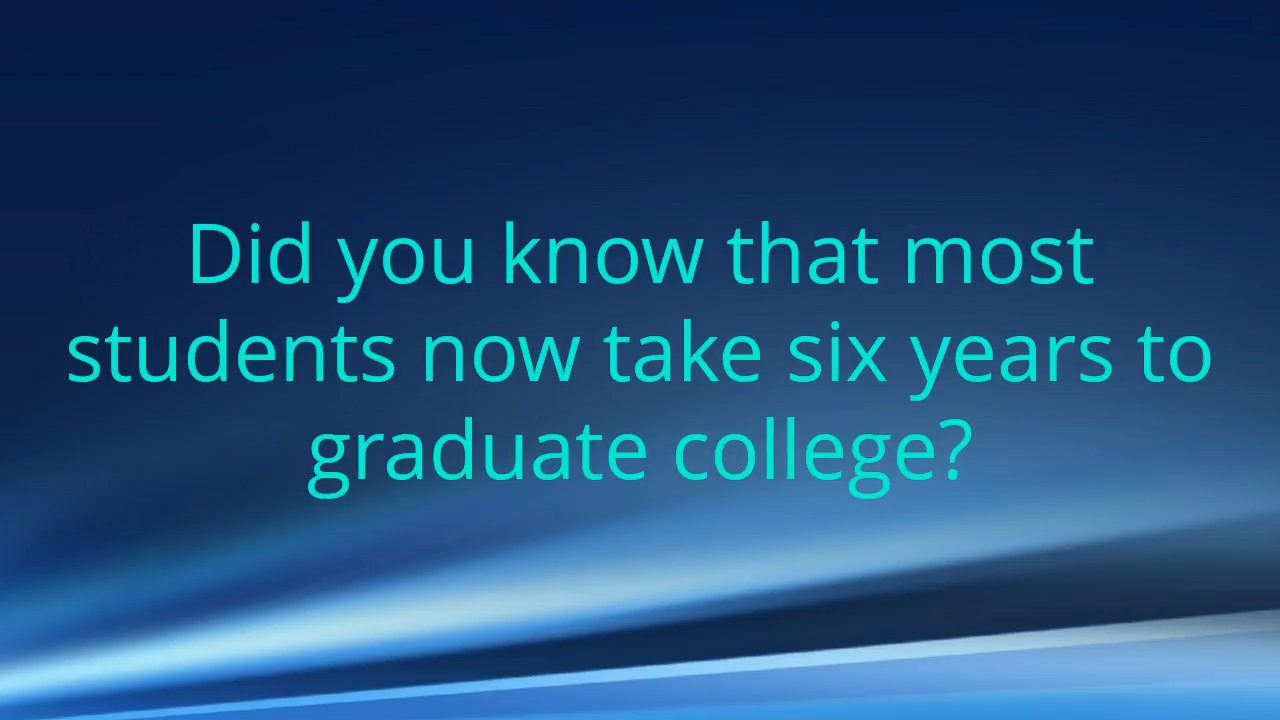 Did you know that most
students now take six years to
graduate college?